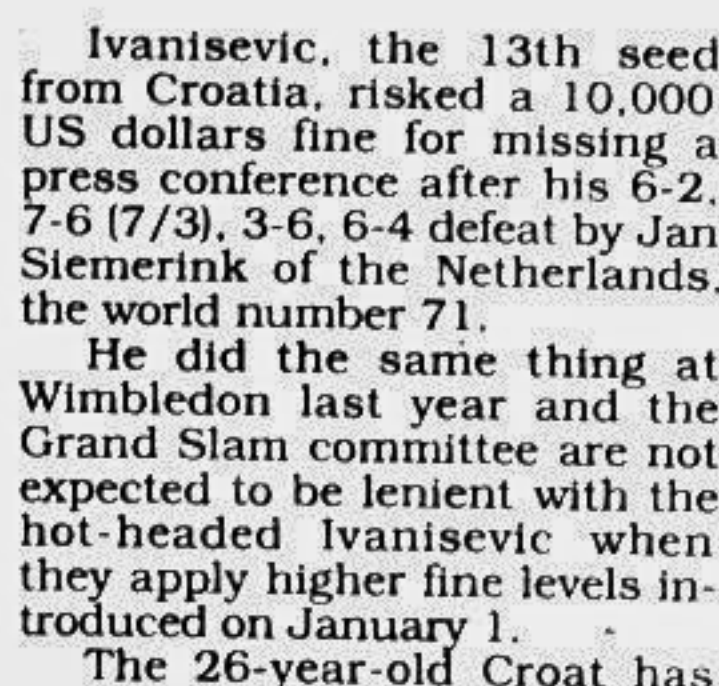 Ivanisevic, the 13th seed
from Croatia, risked a 10,000
US dollars fine for missing a
press conference after his 6-2,
7-6 (7/3), 3-6, 6-4 defeat by Jan
Siemerink of the Netherlands,
the world number 71.
He did the same thing at
Wimbledon last year and the
Grand Slam committee are not
expected to be lenient with the
hot-headed Ivanisevic when
they apply higher fine levels in-
troduced on January 1.
The 26-year-old Croat has